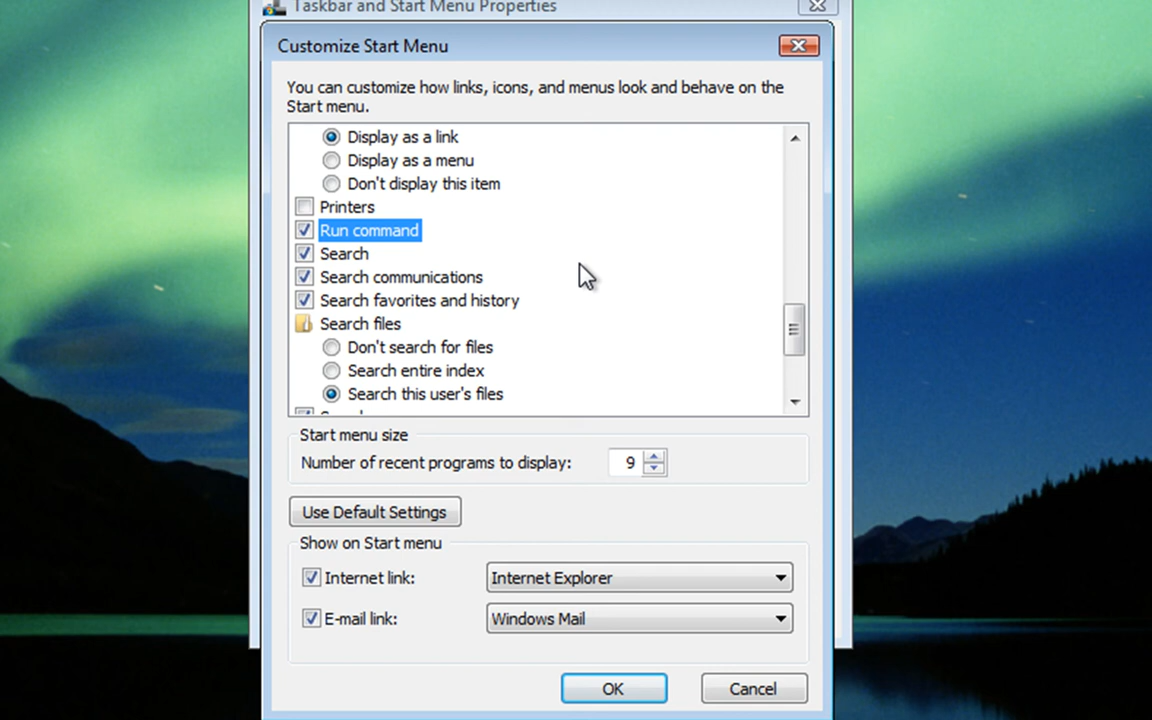 Taskbar and Start Menu Properties
Customize Start Menu
You can customize how links, icons, and menus look and behave on the
Start menu.
Display as a link
Display as a menu
Don't display this item
Printers
Run command
Search
Search communications
Search favorites and history
Search files
Don't search for files
Search entire index
Search this user's files
Start menu size
Number of recent programs to display: 9
Use Default Settings
Show on Start menu
Internet link: Internet Explorer
E-mail link: Windows Mail
OK Cancel